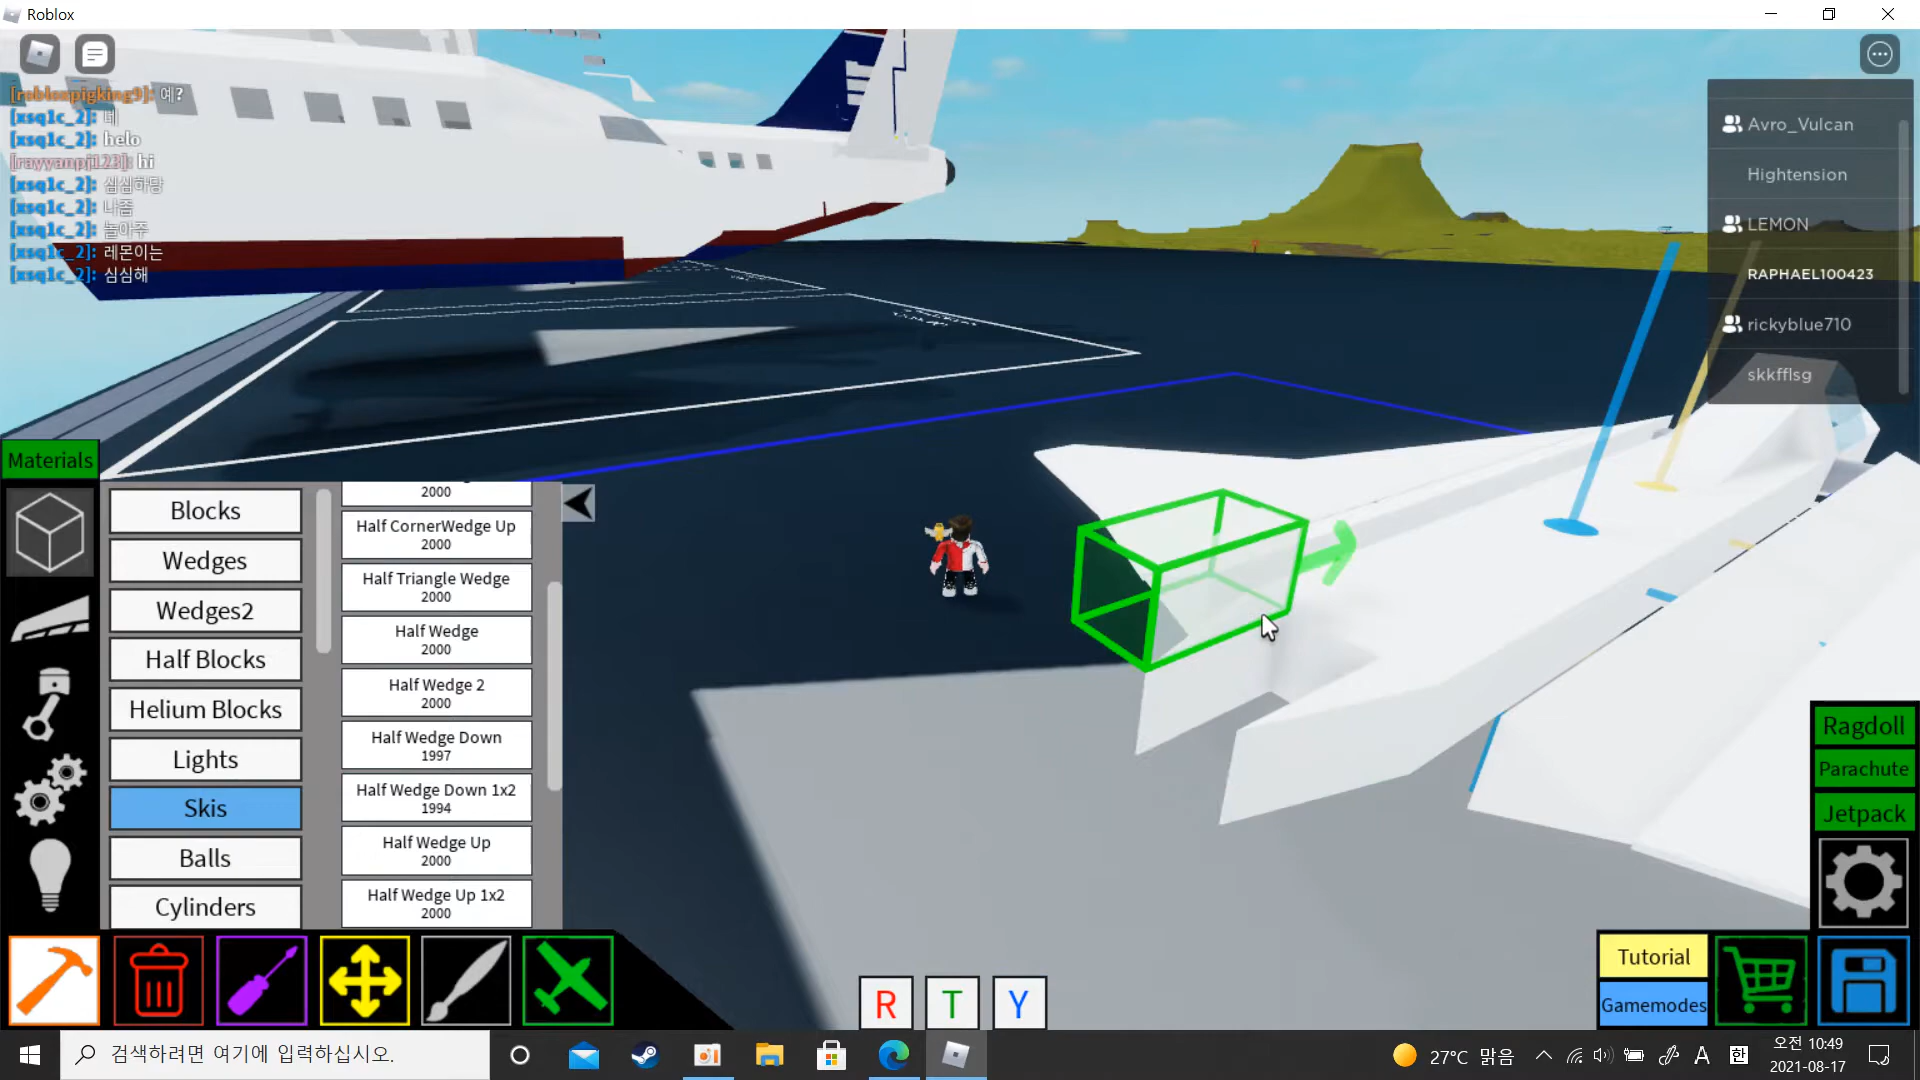 Roblox
[robloxpigking9]: 예?
[xsq1c_2]: 네
[xsq1c_2]: helo
[rayyanpj123]: hi
[xsq1c_2]: 심심하당
[xsq1c_2]: 나좀
[xsq1c_2]: 놀아주
[xsq1c_2]: 레몬이는
[xsq1c_2]: 심심해
Avro_Vulcan
Hightension
LEMON
RAPHAEL100423
rickyblue710
skkfflsg
Materials
Blocks
Wedges
Wedges2
Half Blocks
Helium Blocks
Lights
Skis
Balls
Cylinders
2000
Half CornerWedge Up
2000
Half Triangle Wedge
2000
Half Wedge
2000
Half Wedge 2
2000
Half Wedge Down
1997
Half Wedge Down 1x2
1994
Half Wedge Up
2000
Half Wedge Up 1x2
2000
Ragdoll
Parachute
Jetpack
Tutorial
Gamemodes
R T Y
검색하려면 여기에 입력하십시오.
27°C 맑음
A
한
오전 10:49
2021-08-17